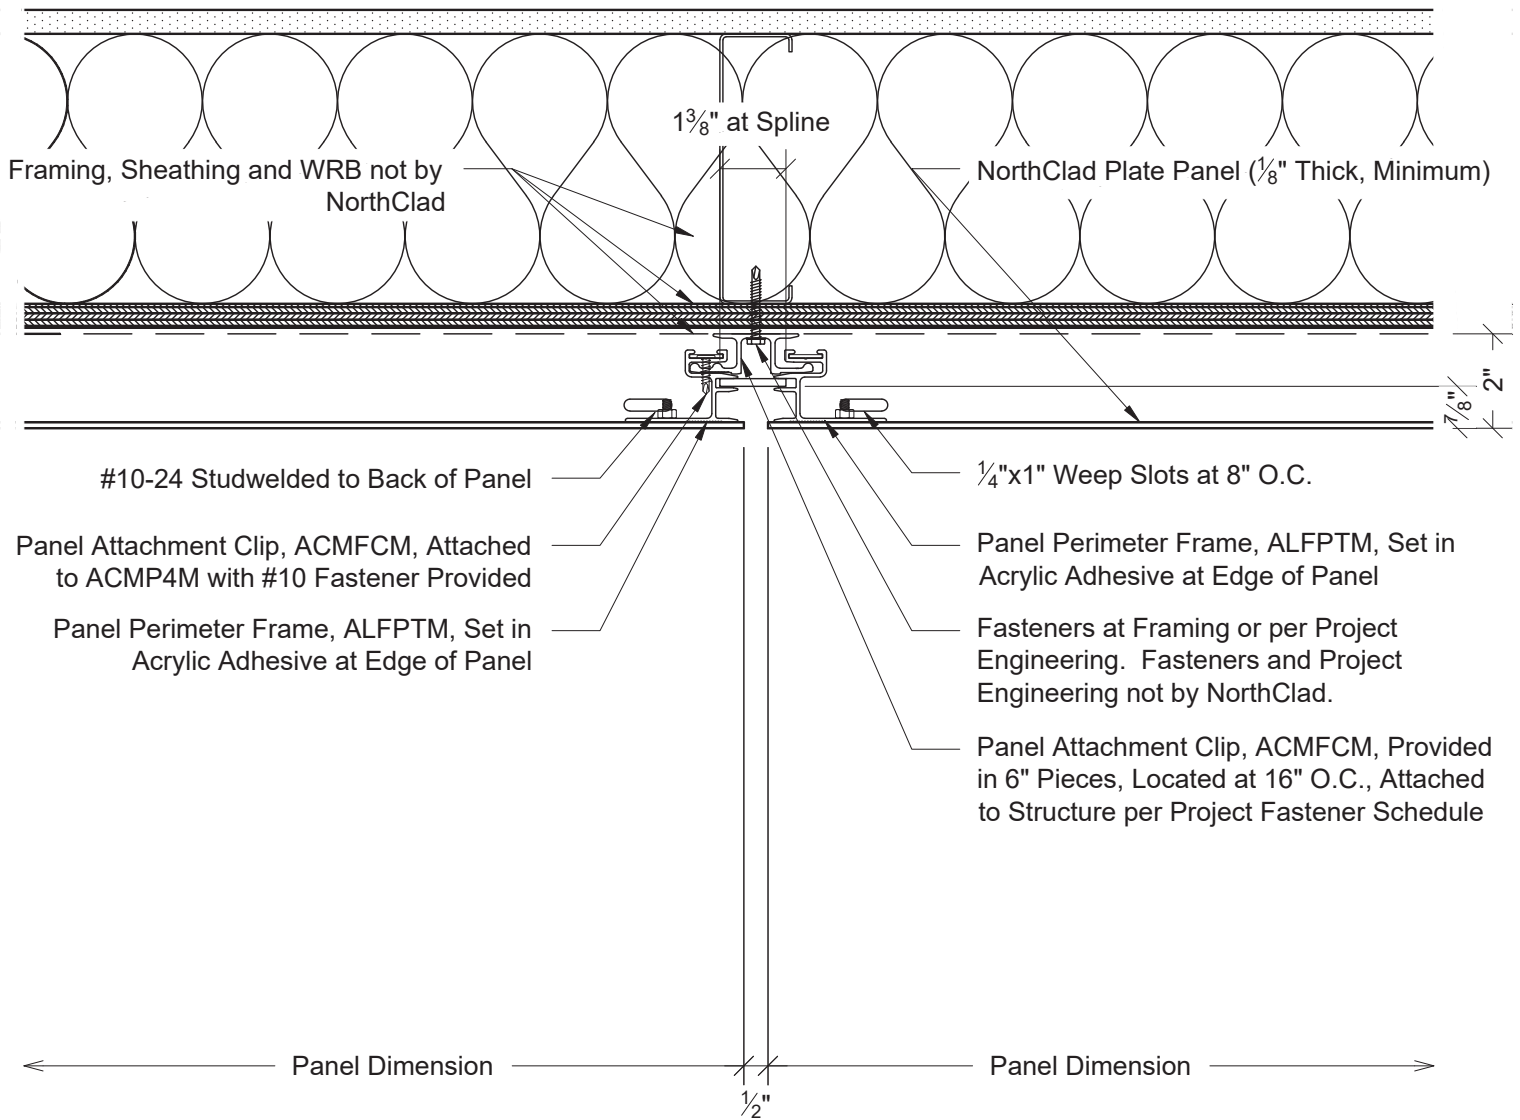 1⅜" at Spline
Framing, Sheathing and WRB not by
NorthClad
NorthClad Plate Panel (⅛" Thick, Minimum)
2"
⅞"
#10-24 Studwelded to Back of Panel
Panel Attachment Clip, ACMFCM, Attached
to ACMP4M with #10 Fastener Provided
Panel Perimeter Frame, ALFPTM, Set in
Acrylic Adhesive at Edge of Panel
¼"x1" Weep Slots at 8" O.C.
Panel Perimeter Frame, ALFPTM, Set in
Acrylic Adhesive at Edge of Panel
Fasteners at Framing or per Project
Engineering.  Fasteners and Project
Engineering not by NorthClad.
Panel Attachment Clip, ACMFCM, Provided
in 6" Pieces, Located at 16" O.C., Attached
to Structure per Project Fastener Schedule
Panel Dimension
Panel Dimension
½"